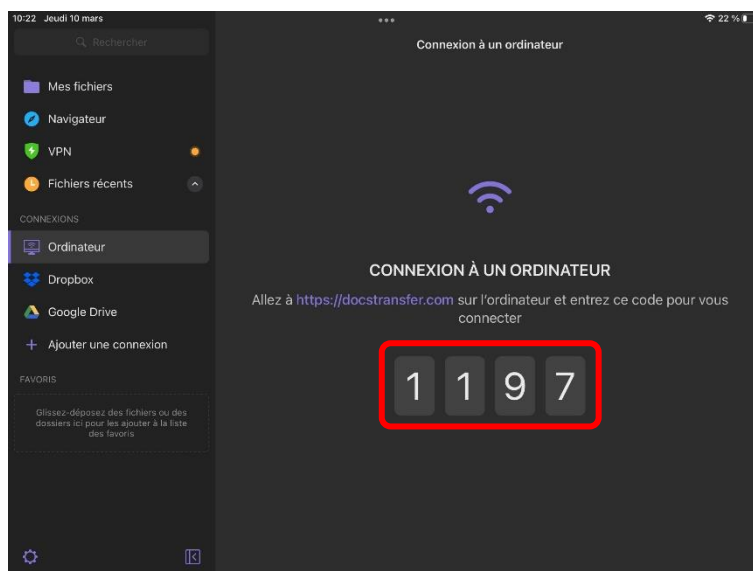 10:22 Jeudi 10 mars
22 %
Rechercher
Connexion à un ordinateur
Mes fichiers
Navigateur
VPN
Fichiers récents
CONNEXIONS
Ordinateur
Dropbox
Google Drive
Ajouter une connexion
FAVORIS
Glissez-déposez des fichiers ou des
dossiers ici pour les ajouter à la liste
des favoris
CONNEXION À UN ORDINATEUR
Allez à https://docstransfer.com sur l'ordinateur et entrez ce code pour vous
connecter
1 1 9 7